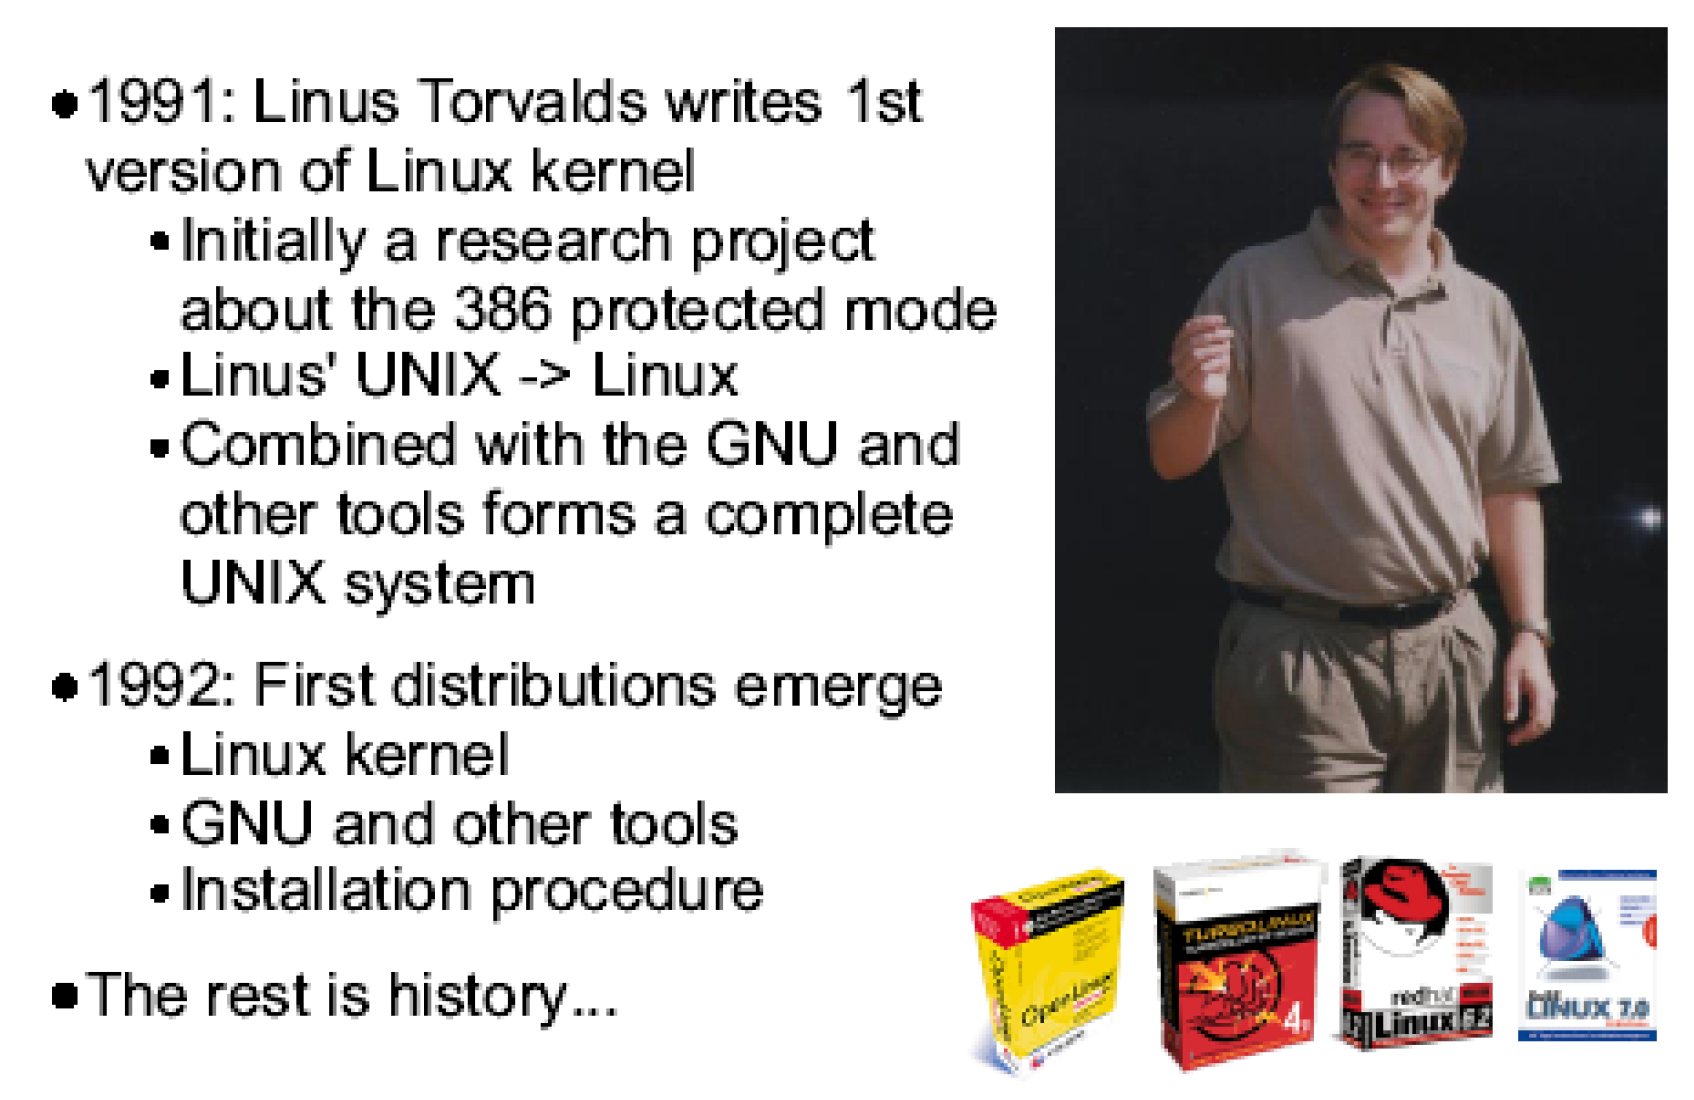 •1991: Linus Torvalds writes 1st
version of Linux kernel
▪Initially a research project
about the 386 protected mode
▪Linus' UNIX -> Linux
▪Combined with the GNU and
other tools forms a complete
UNIX system
•1992: First distributions emerge
▪Linux kernel
▪GNU and other tools
▪Installation procedure
•The rest is history...
OpenLinux
TURBOLINUX
4
redhat
Linux 6.2
LINUX 7.0